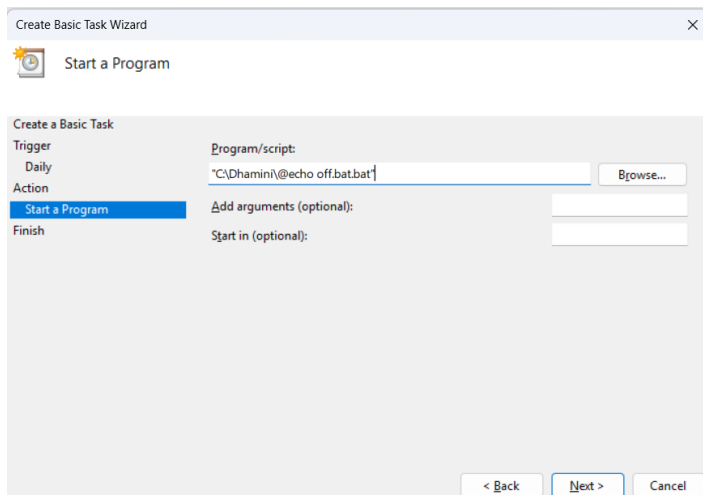 Create Basic Task Wizard
Start a Program
Create a Basic Task
Trigger
Daily
Action
Start a Program
Finish
Program/script:
"C:\Dhamini\@echo off.bat.bat"
Browse...
Add arguments (optional):
Start in (optional):
< Back
Next >
Cancel